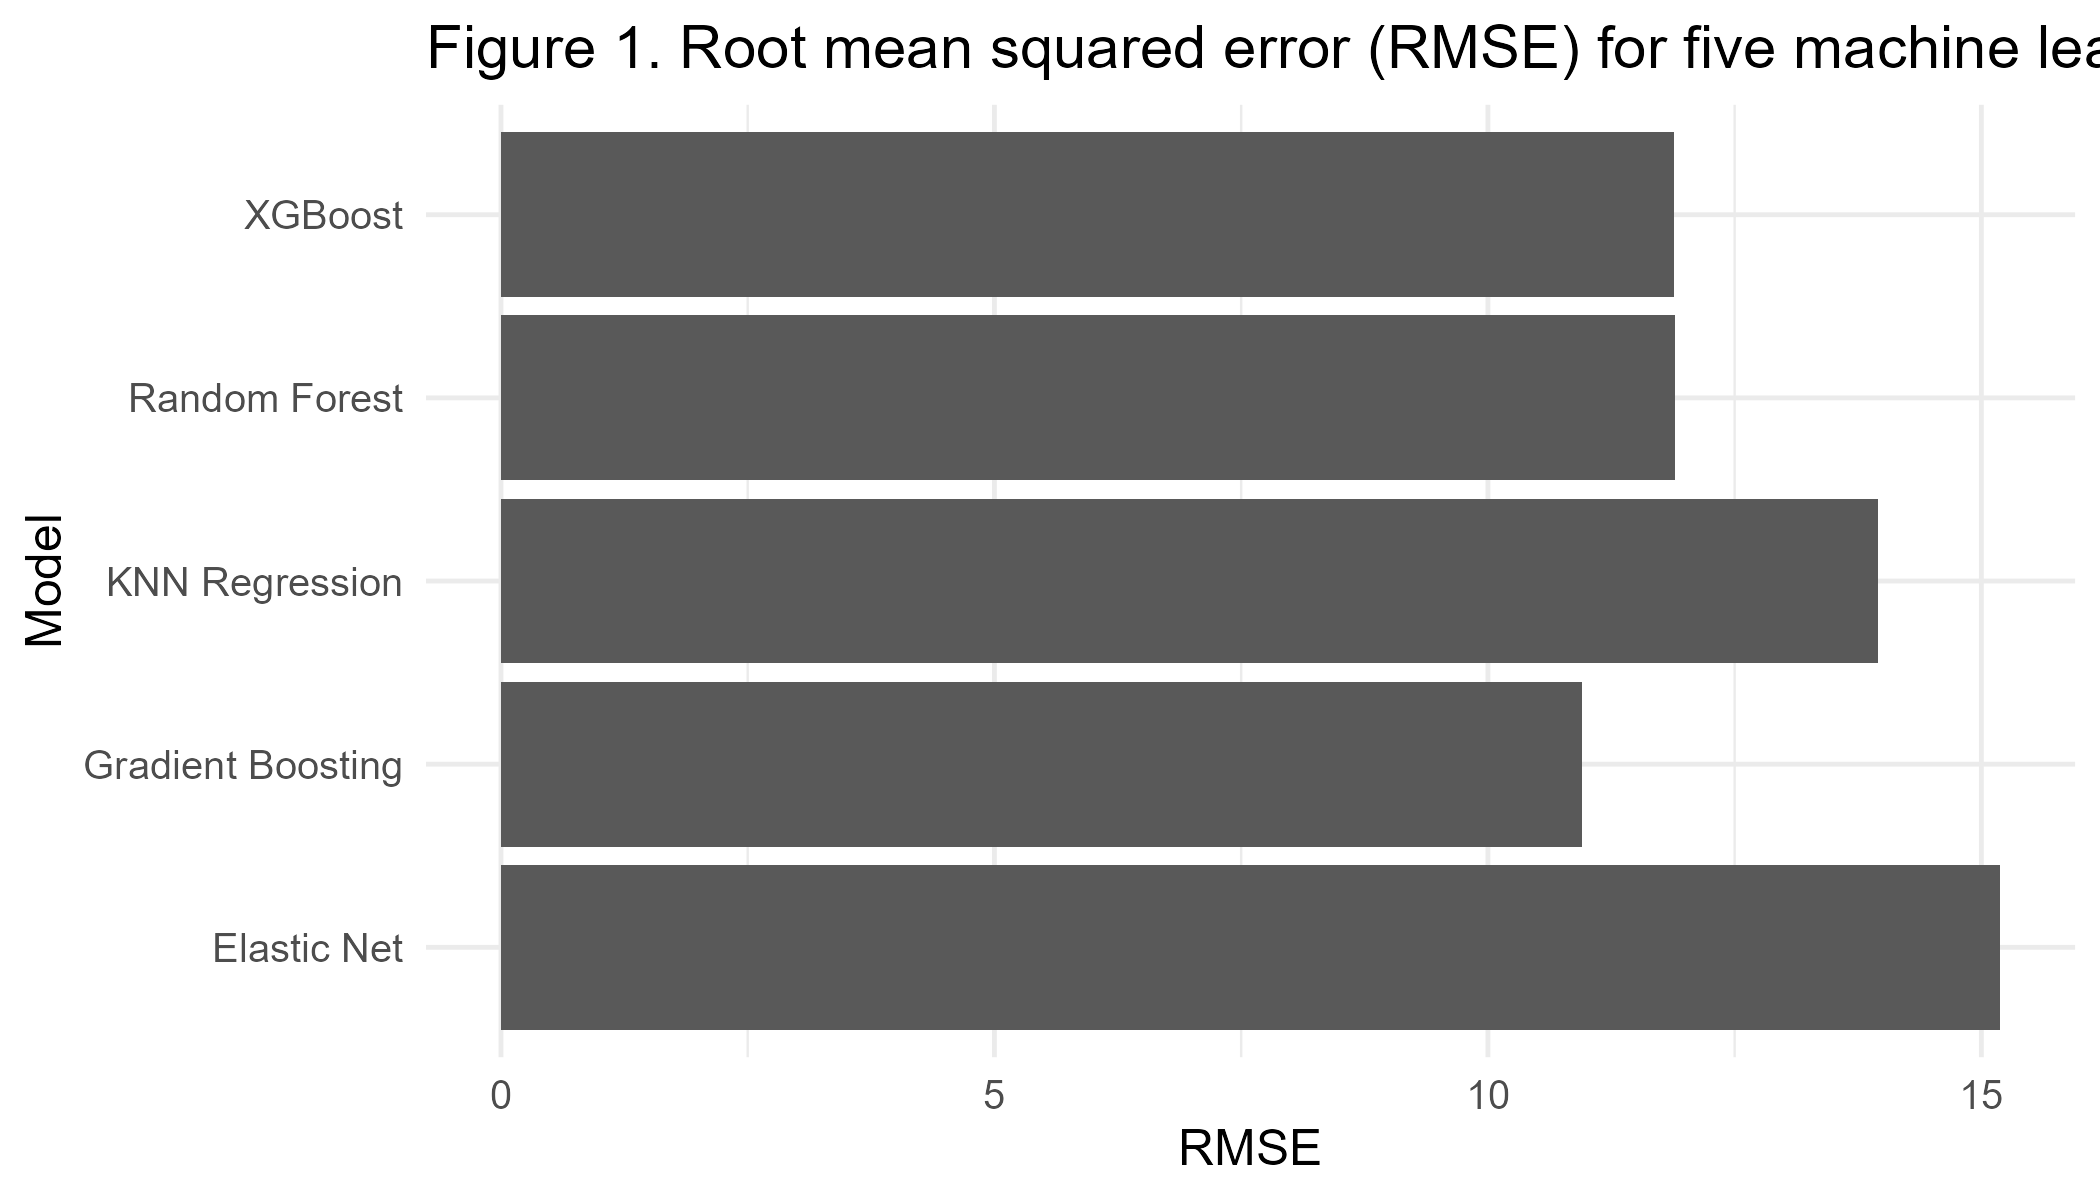 Figure 1. Root mean squared error (RMSE) for five machine
XGBoost
Random Forest
KNN Regression
Gradient Boosting
Elastic Net
Model
0 5 10 15
RMSE